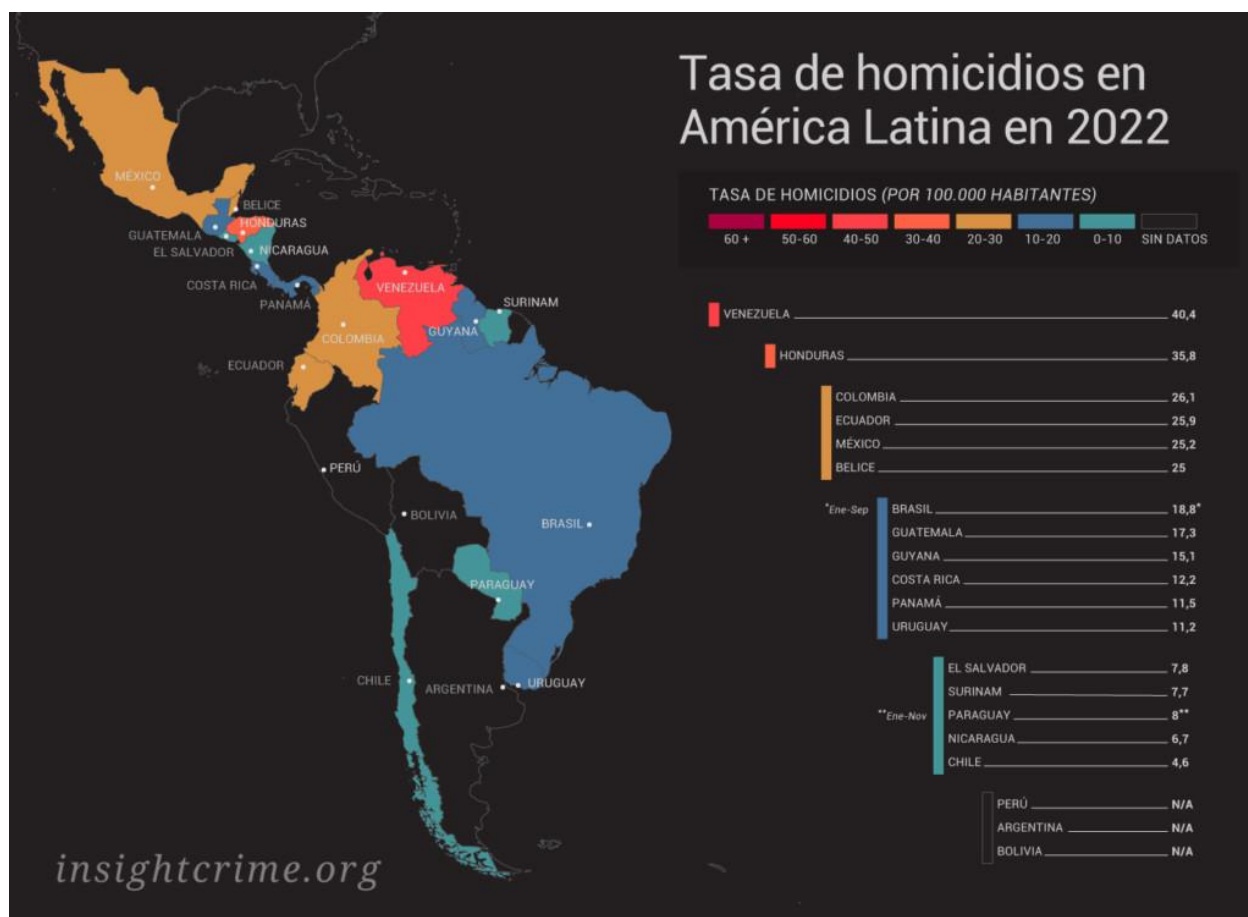 Tasa de homicidios en
América Latina en 2022
TASA DE HOMICIDIOS (POR 100.000 HABITANTES)
60 + 50-60 40-50 30-40 20-30 10-20 0-10 SIN DATOS
MÉXICO
BELICE
HONDURAS
GUATEMALA
EL SALVADOR
NICARAGUA
COSTA RICA
PANAMÁ
VENEZUELA
SURINAM
GUYANA
COLOMBIA
ECUADOR
PERÚ
BOLIVIA
BRASIL
PARAGUAY
CHILE
ARGENTINA
URUGUAY
VENEZUELA 40,4
HONDURAS 35,8
COLOMBIA 26,1
ECUADOR 25,9
MÉXICO 25,2
BELICE 25
*Ene-Sep BRASIL 18,8*
GUATEMALA 17,3
GUYANA 15,1
COSTA RICA 12,2
PANAMÁ 11,5
URUGUAY 11,2
EL SALVADOR 7,8
SURINAM 7,7
**Ene-Nov PARAGUAY 8**
NICARAGUA 6,7
CHILE 4,6
PERÚ N/A
ARGENTINA N/A
BOLIVIA N/A
insightcrime.org